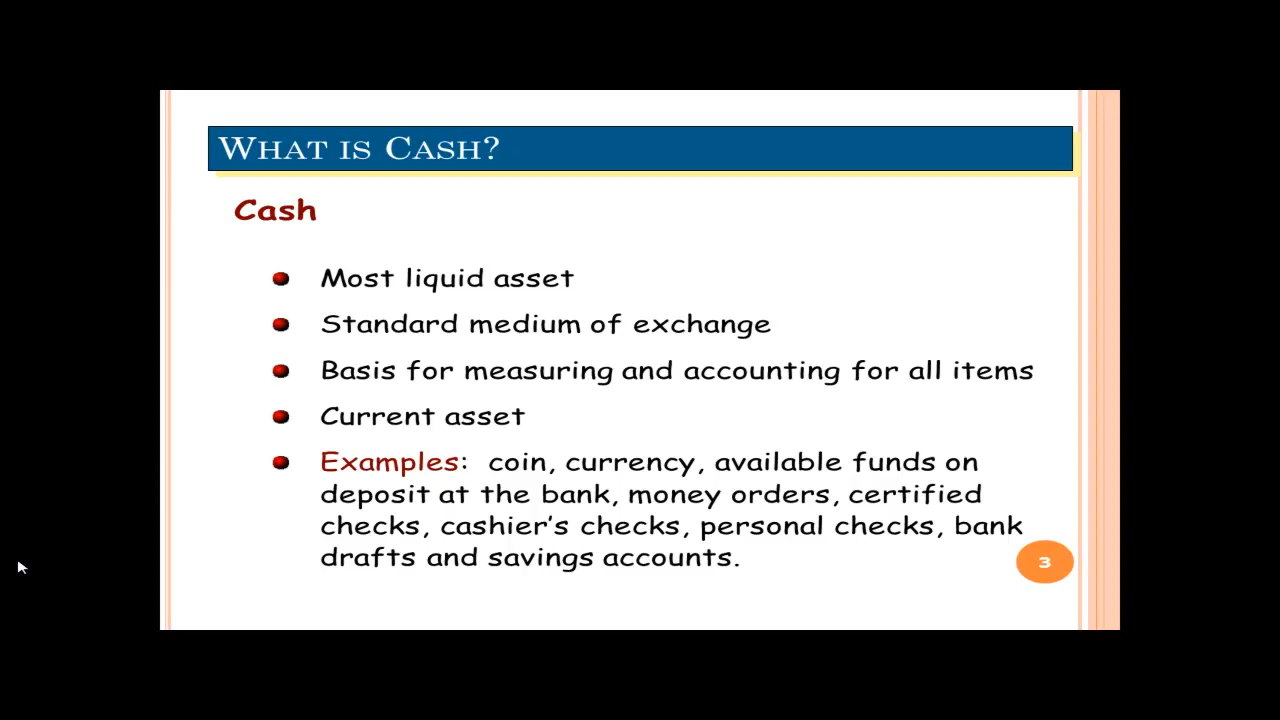 WHAT IS CASH?
Cash
Most liquid asset
Standard medium of exchange
Basis for measuring and accounting for all items
Current asset
Examples: coin, currency, available funds on
deposit at the bank, money orders, certified
checks, cashier’s checks, personal checks, bank
drafts and savings accounts.
3